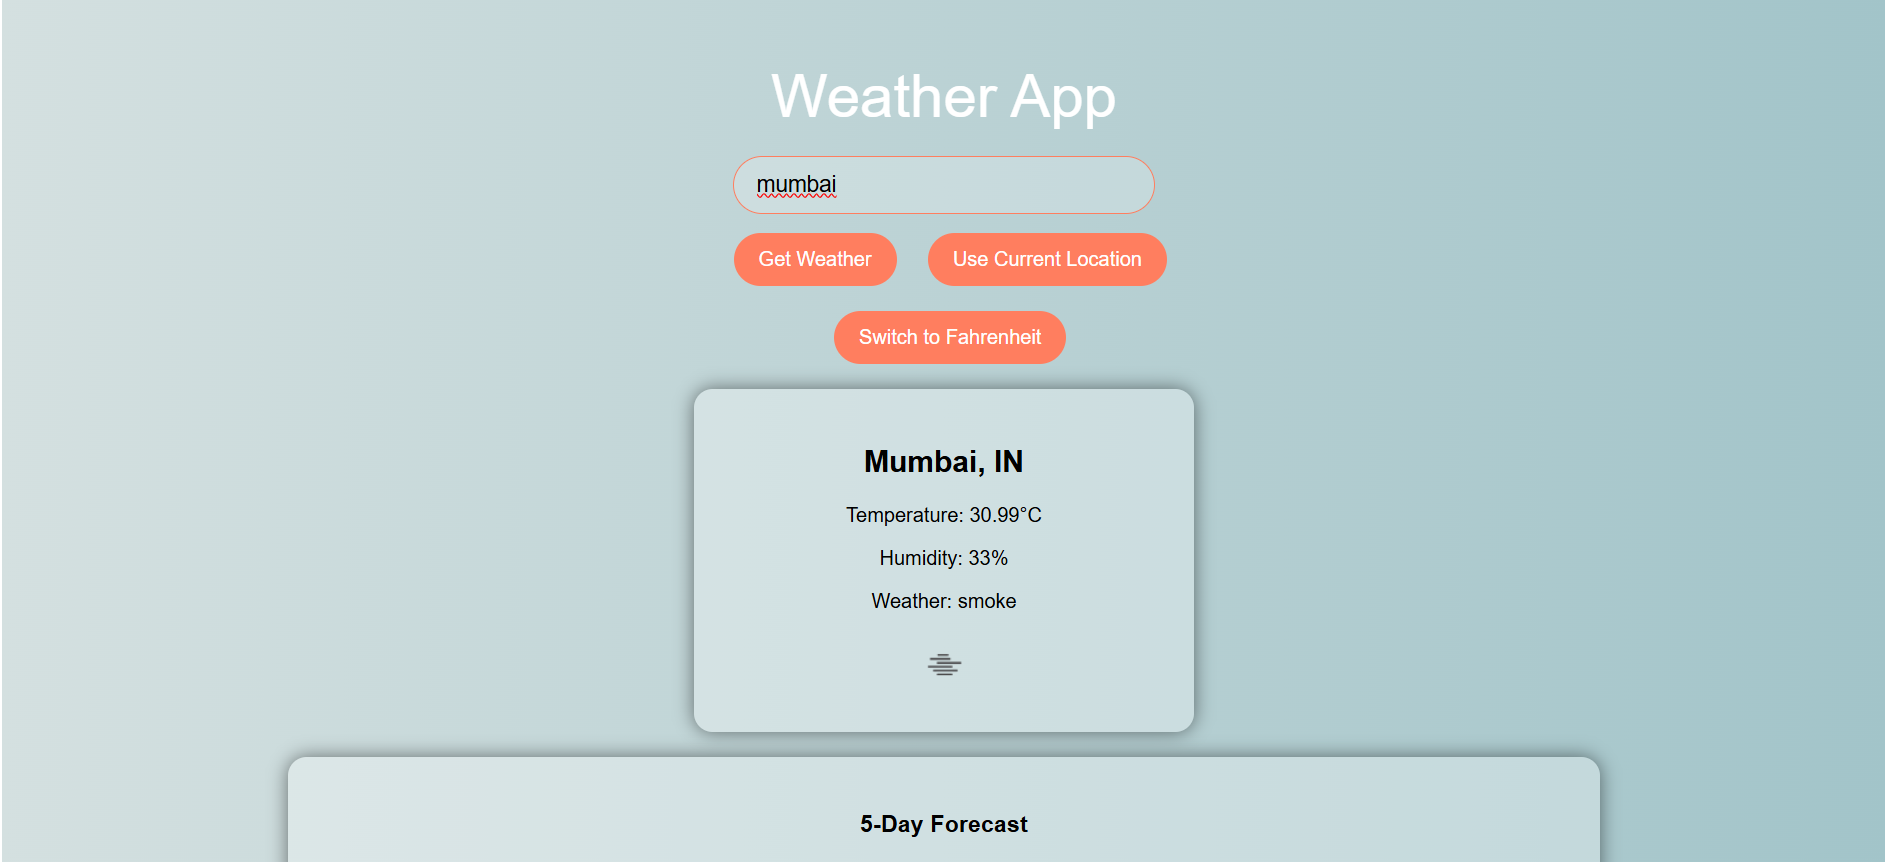 Weather App
mumbai
Get Weather Use Current Location
Switch to Fahrenheit
Mumbai, IN
Temperature: 30.99°C
Humidity: 33%
Weather: smoke
5-Day Forecast